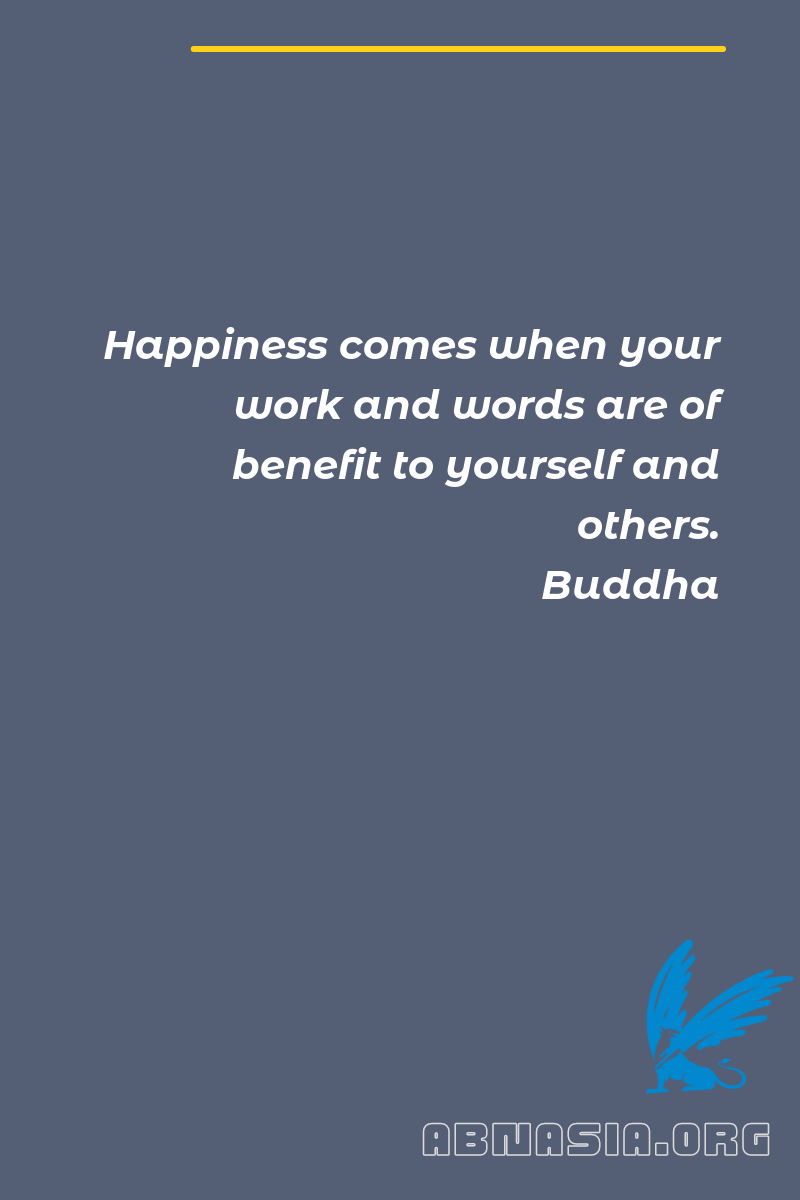 Happiness comes when your
work and words are of
benefit to yourself and
others.
Buddha
ABNASIA.ORG